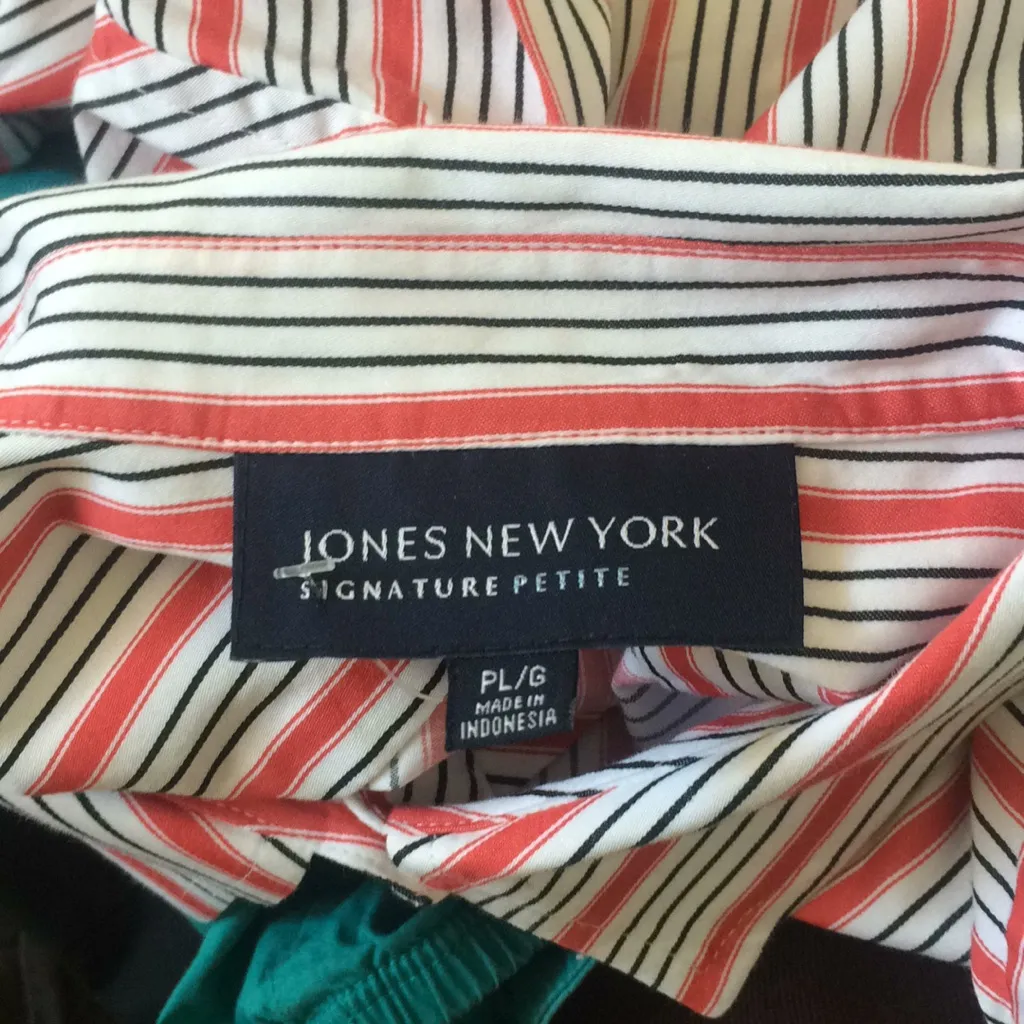 JONES NEW YORK
SIGNATURE PETITE
PL/G
MADE IN
INDONESIA